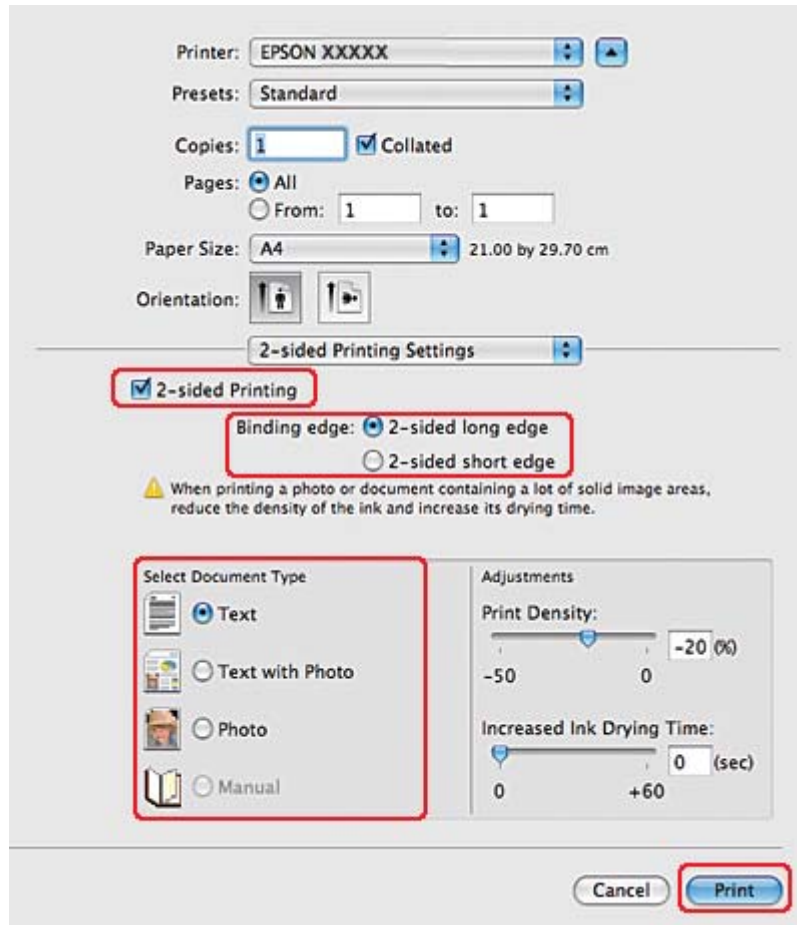 Printer: EPSON XXXXX
Presets: Standard
Copies: 1 Collated
Pages: All
From: 1 to: 1
Paper Size: A4 21.00 by 29.70 cm
Orientation:
2-sided Printing Settings
2-sided Printing
Binding edge: 2-sided long edge
2-sided short edge
When printing a photo or document containing a lot of solid image areas,
reduce the density of the ink and increase its drying time.
Select Document Type
Text
Text with Photo
Photo
Manual
Adjustments
Print Density:
-20 (%)
-50 0
Increased Ink Drying Time:
0 (sec)
0 +60
Cancel Print